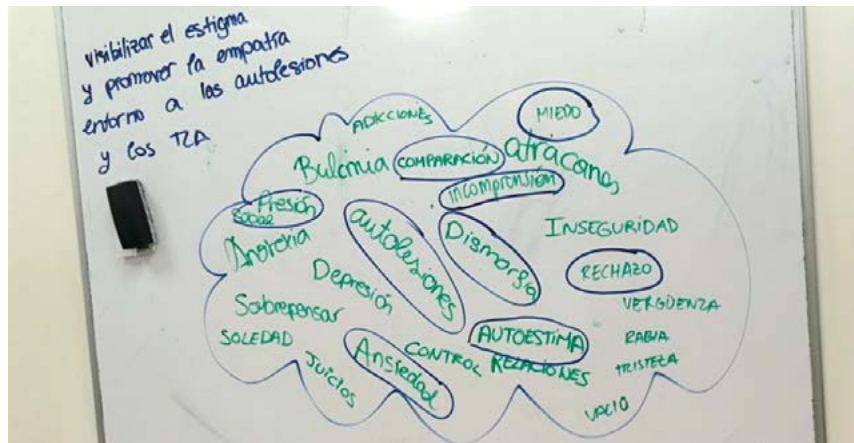 visibilizar el estigma
y promover la empatía
entorno a las autolesiones
y los TCA
ADICCIONES
MIEDO
Bulimia
COMPARACIÓN
atracones
incomprensión
Presión
social
autolesiones
Dismorfia
INSEGURIDAD
Anorexia
RECHAZO
Depresión
VERGÜENZA
Sobrepensar
AUTOESTIMA
RABIA
SOLEDAD
CONTROL
RELACIONES
TRISTEZA
Juicios
Ansiedad
VACIO